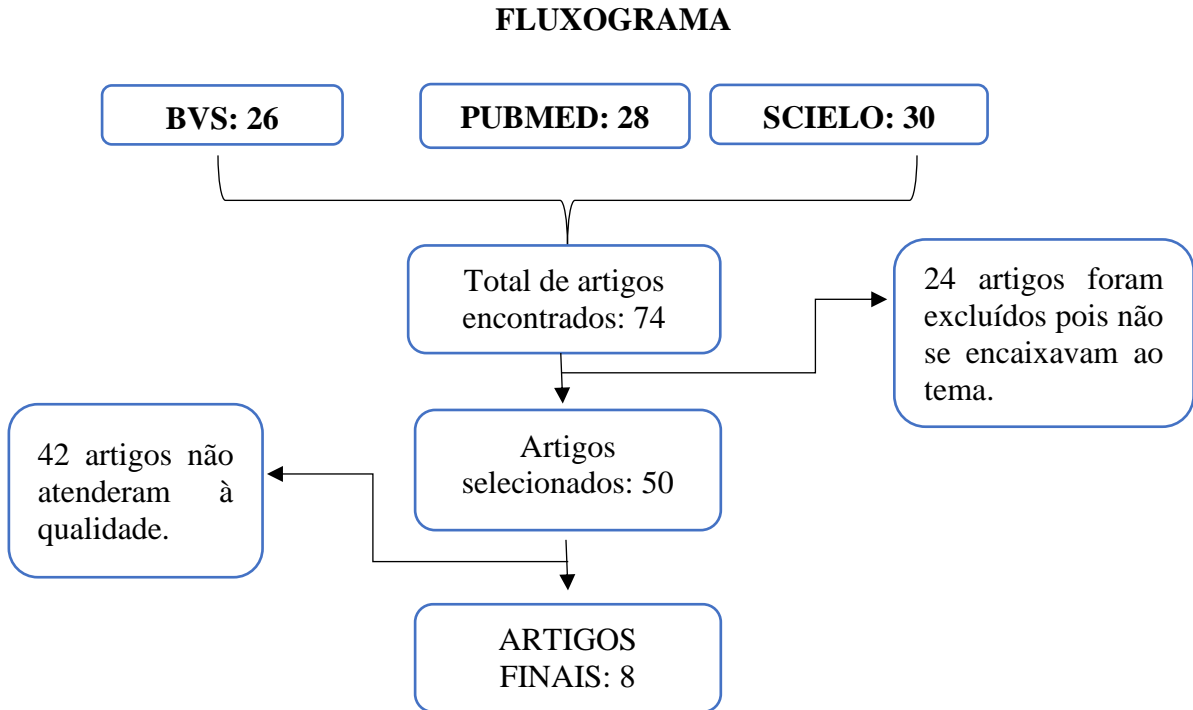 FLUXOGRAMA
BVS: 26
PUBMED: 28
SCIELO: 30
Total de artigos
encontrados: 74
24 artigos foram
excluídos pois não
se encaixavam ao
tema.
Artigos
selecionados: 50
42 artigos não
atenderam à
qualidade.
ARTIGOS
FINAIS: 8